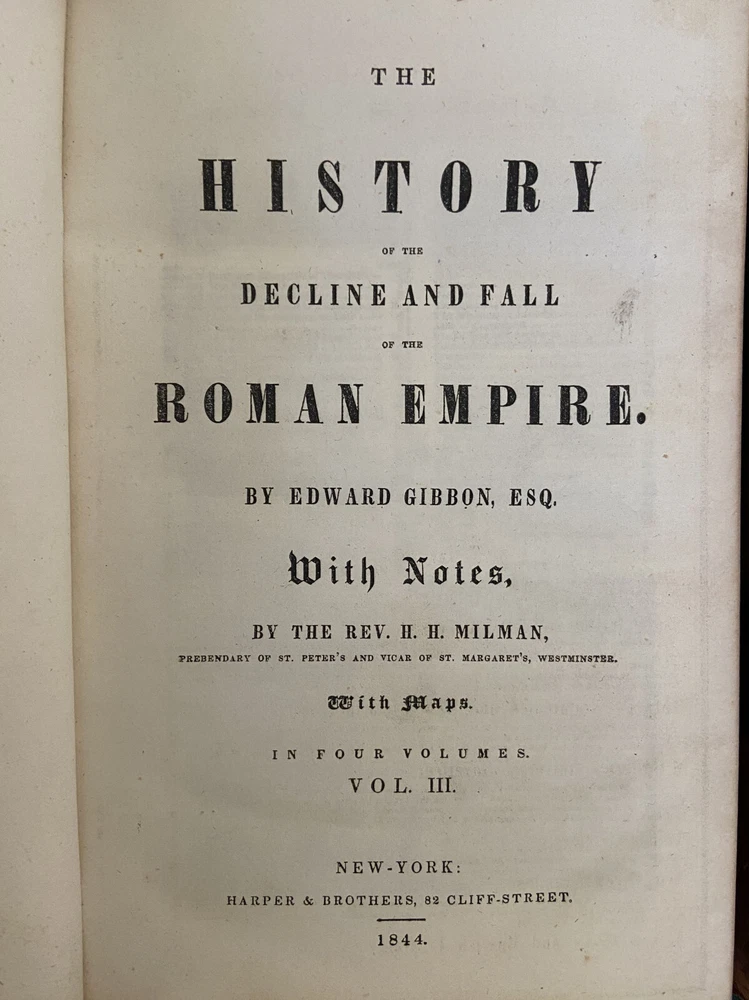 THE
HISTORY
OF THE
DECLINE AND FALL
OF THE
ROMAN EMPIRE.
BY EDWARD GIBBON, ESQ.
With Notes,
BY THE REV. H. H. MILMAN,
PREBENDARY OF ST. PETER'S AND VICAR OF ST. MARGARET'S, WESTMINSTER.
With Maps.
IN FOUR VOLUMES.
VOL. III.
NEW-YORK:
HARPER & BROTHERS, 82 CLIFF-STREET.
1844.